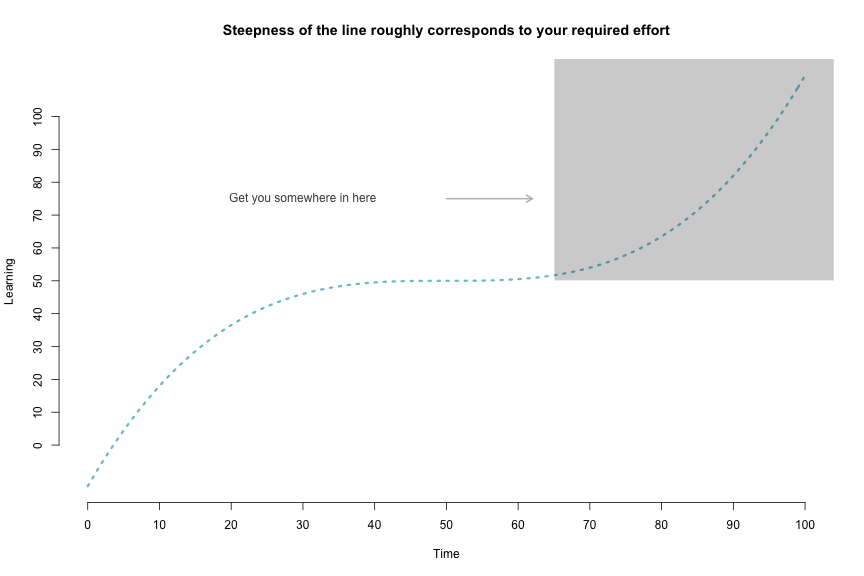 Steepness of the line roughly corresponds to your required effort
100
90
80
70
60
50
40
30
20
10
0
Learning
Get you somewhere in here
0 10 20 30 40 50 60 70 80 90 100
Time